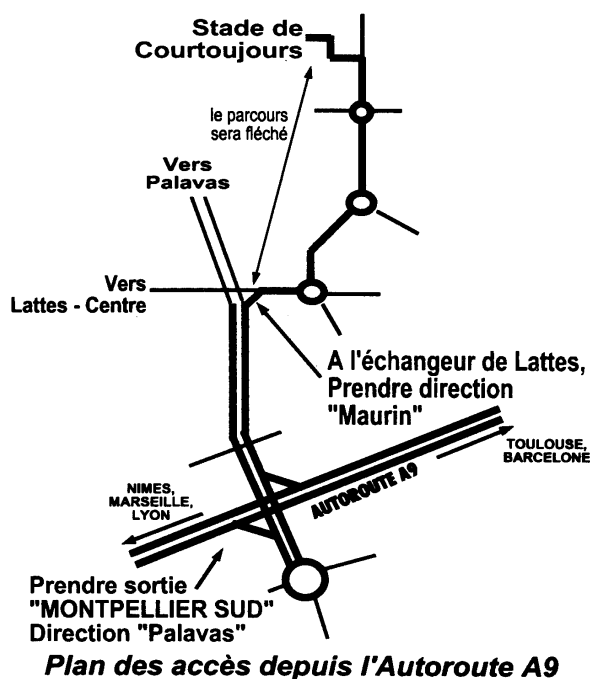 Stade de
Courtoujours
le parcours
sera fléché
Vers
Palavas
Vers
Lattes - Centre
A l'échangeur de Lattes,
Prendre direction
"Maurin"
TOULOUSE,
BARCELONE
AUTOROUTE A9
NIMES,
MARSEILLE,
LYON
Prendre sortie
"MONTPELLIER SUD"
Direction "Palavas"
Plan des accès depuis l'Autoroute A9